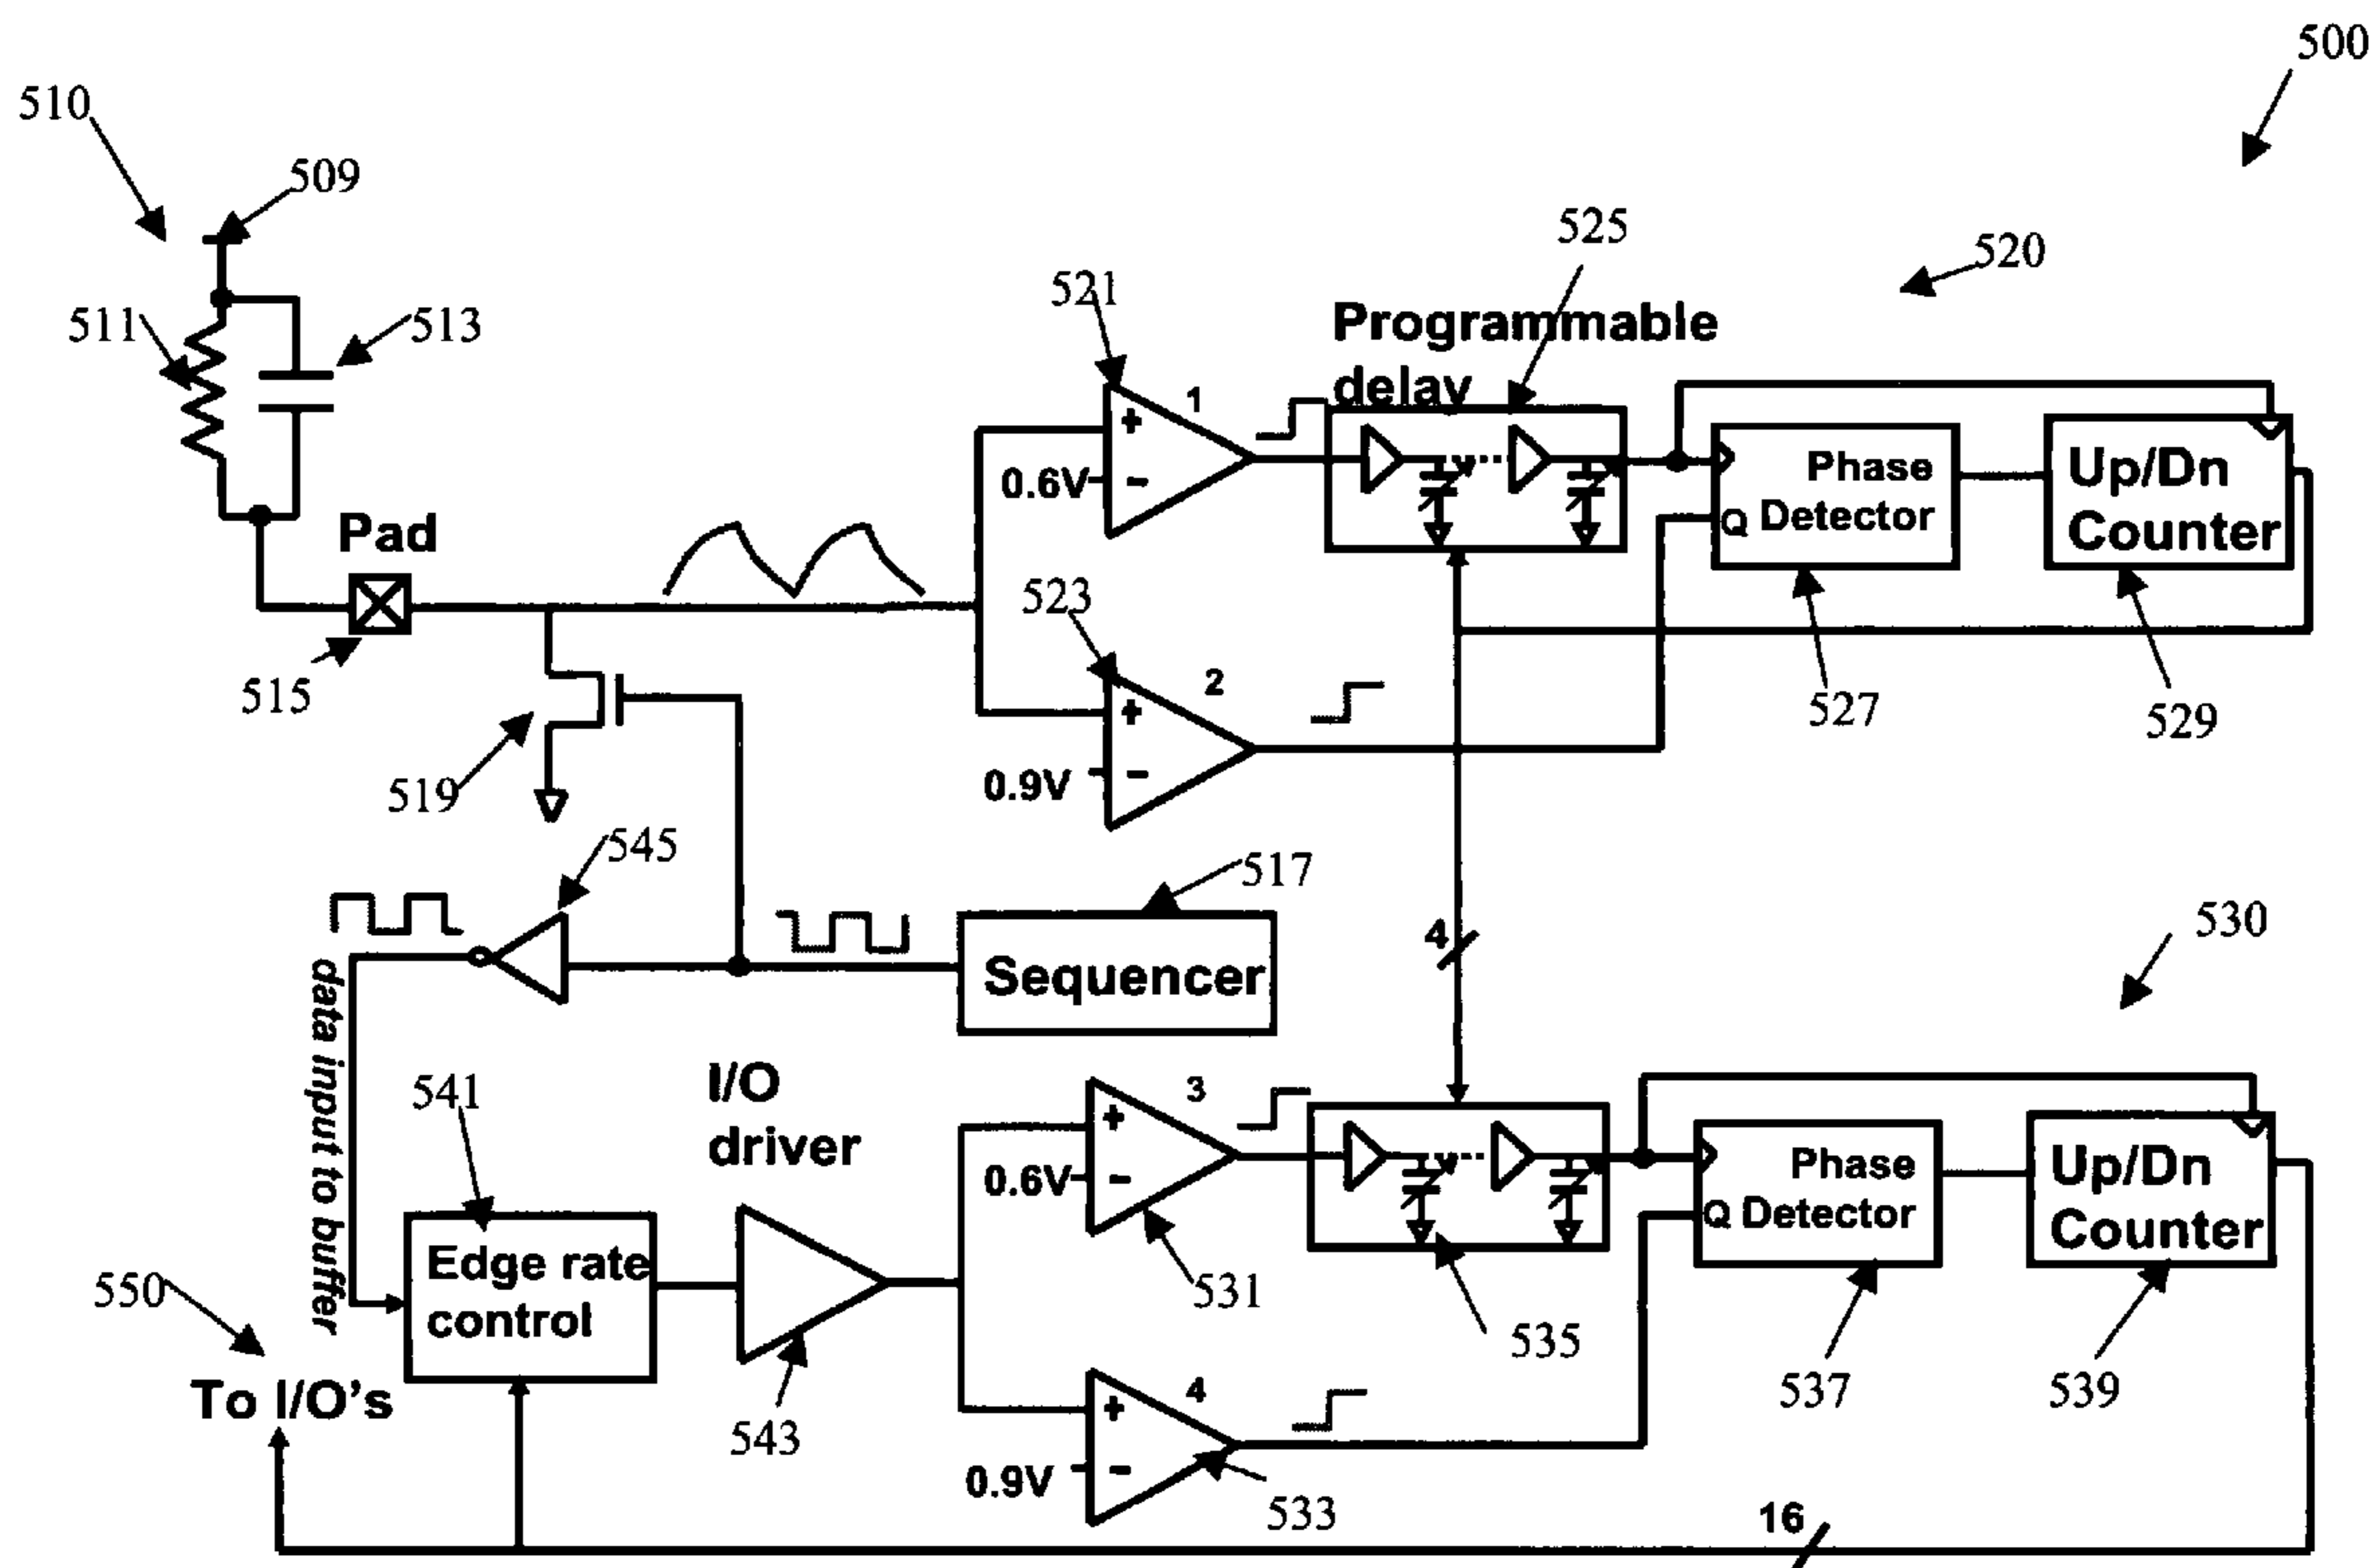 500
510
509
525
520
521
511
513
Programmable
delay
1
+
0.6V
-
Phase
Q Detector
Up/Dn
Counter
Pad
523
2
515
+
527
529
519
0.9V
-
545
517
4
530
Sequencer
data input to buffer
I/O
driver
541
3
+
0.6V
-
Phase
Q Detector
Up/Dn
Counter
Edge rate
control
531
550
535
To I/O's
4
537
539
543
+
0.9V
-
533
16